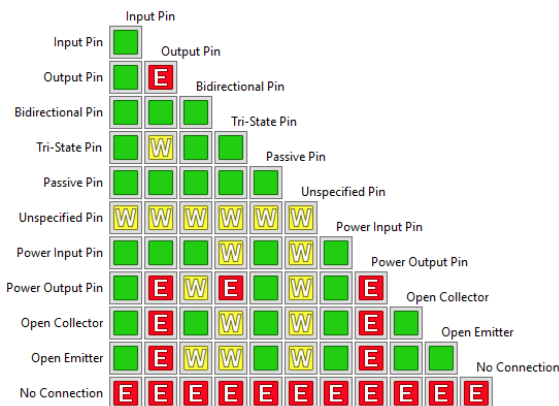 Input Pin
Input Pin
Output Pin
Output Pin E
Bidirectional Pin
Bidirectional Pin
Tri-State Pin
Tri-State Pin W
Passive Pin
Passive Pin
Unspecified Pin
Unspecified Pin W W W W W W
Power Input Pin
Power Input Pin W W
Power Output Pin
Power Output Pin E W E W E
Open Collector
Open Collector E W W E
Open Emitter
Open Emitter E W W W E
No Connection
No Connection E E E E E E E E E E E